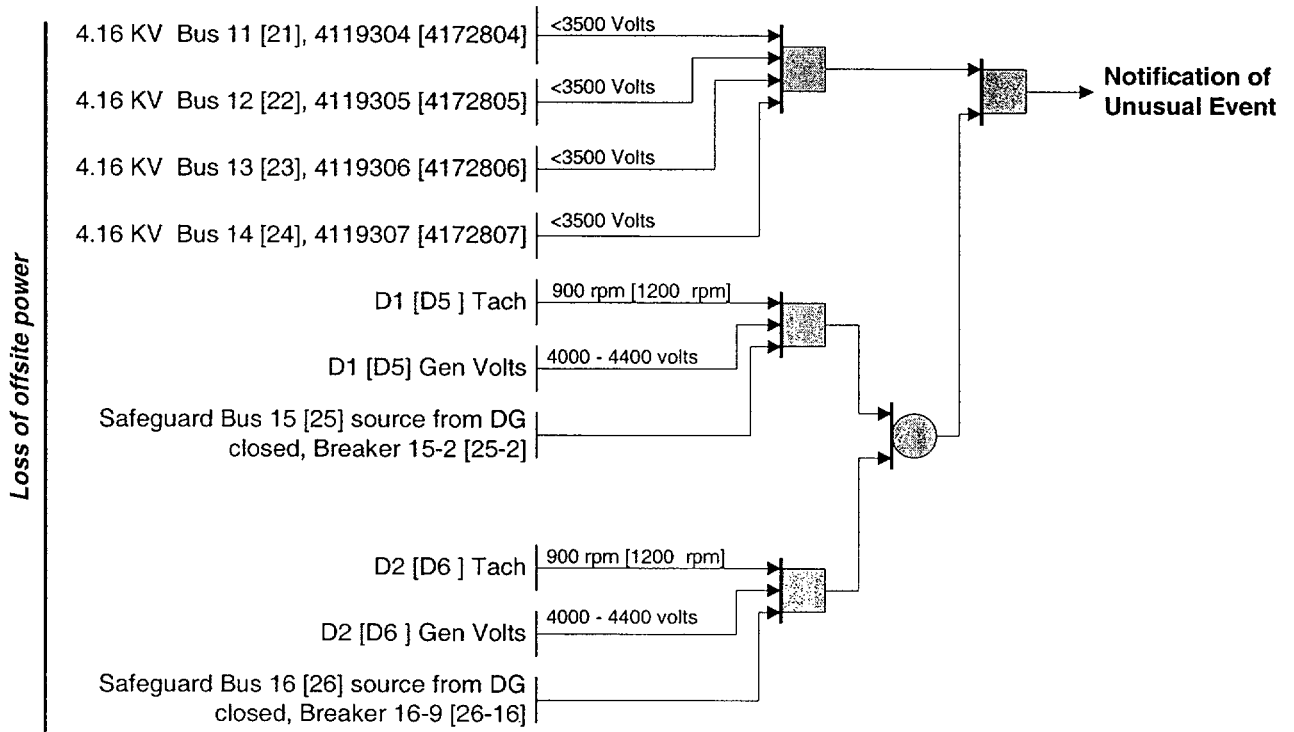 4.16 KV Bus 11 [21], 4119304 [4172804]
<3500 Volts
4.16 KV Bus 12 [22], 4119305 [4172805]
<3500 Volts
4.16 KV Bus 13 [23], 4119306 [4172806]
<3500 Volts
4.16 KV Bus 14 [24], 4119307 [4172807]
<3500 Volts
Notification of
Unusual Event
Loss of offsite power
D1 [D5 ] Tach
900 rpm [1200 rpm]
D1 [D5] Gen Volts
4000 - 4400 volts
Safeguard Bus 15 [25] source from DG
closed, Breaker 15-2 [25-2]
D2 [D6 ] Tach
900 rpm [1200 rpm]
D2 [D6 ] Gen Volts
4000 - 4400 volts
Safeguard Bus 16 [26] source from DG
closed, Breaker 16-9 [26-16]